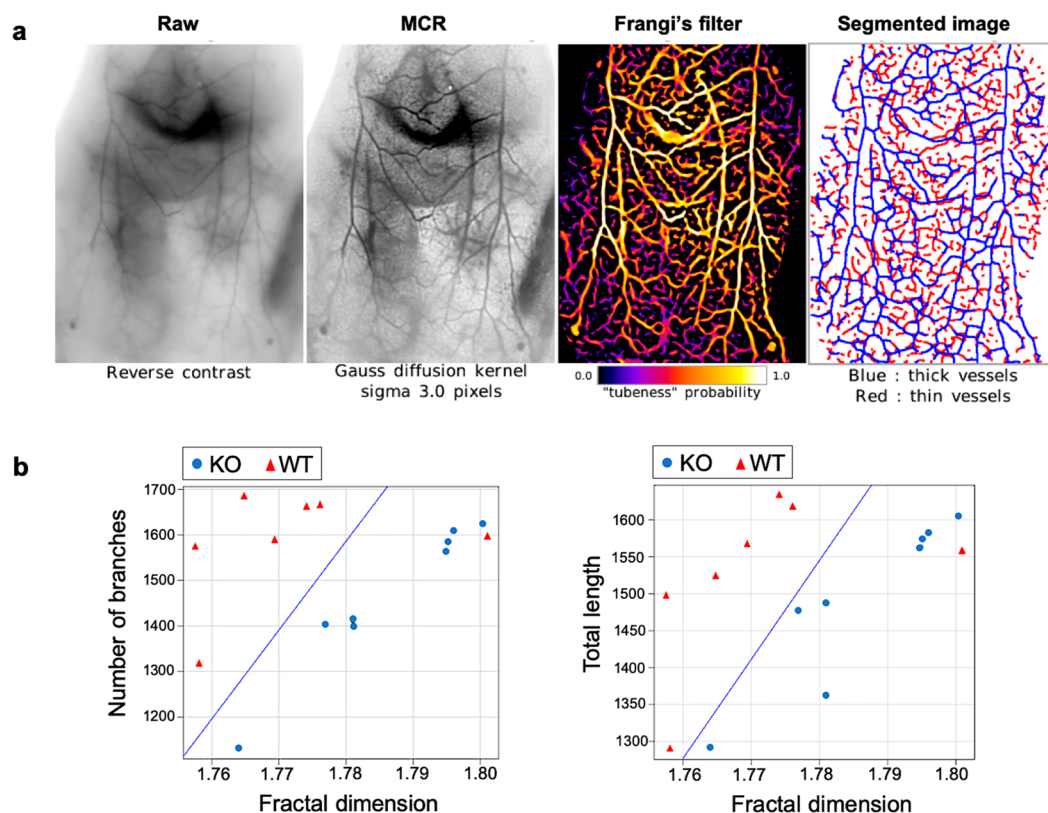 a
Raw
MCR
Frangi's filter
Segmented image
Reverse contrast
Gauss diffusion kernel
sigma 3.0 pixels
0.0
1.0
"tubeness" probability
Blue : thick vessels
Red : thin vessels
b
KO WT
Number of branches
1700
1600
1500
1400
1300
1200
1.76 1.77 1.78 1.79 1.80
Fractal dimension
KO WT
Total length
1600
1550
1500
1450
1400
1350
1300
1.76 1.77 1.78 1.79 1.80
Fractal dimension